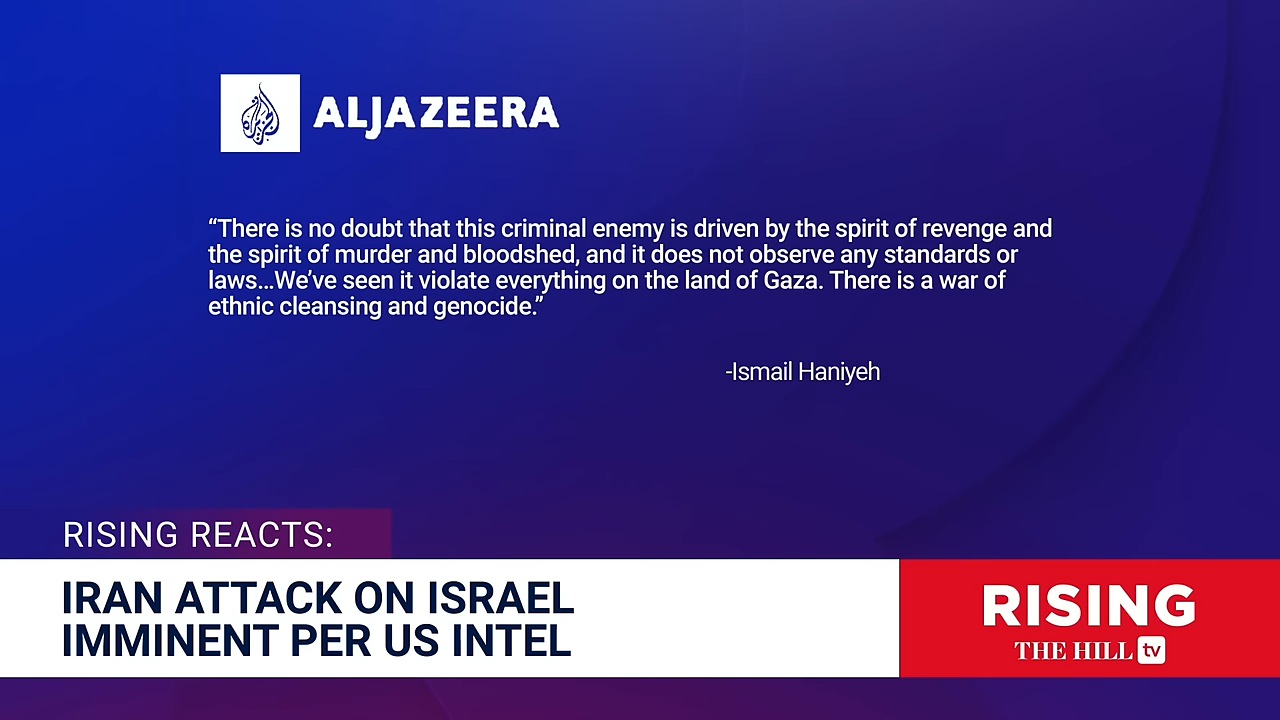 ALJAZEERA
“There is no doubt that this criminal enemy is driven by the spirit of revenge and
the spirit of murder and bloodshed, and it does not observe any standards or
laws...We’ve seen it violate everything on the land of Gaza. There is a war of
ethnic cleansing and genocide.”
-Ismail Haniyeh
RISING REACTS:
IRAN ATTACK ON ISRAEL
IMMINENT PER US INTEL
RISING
THE HILL tv